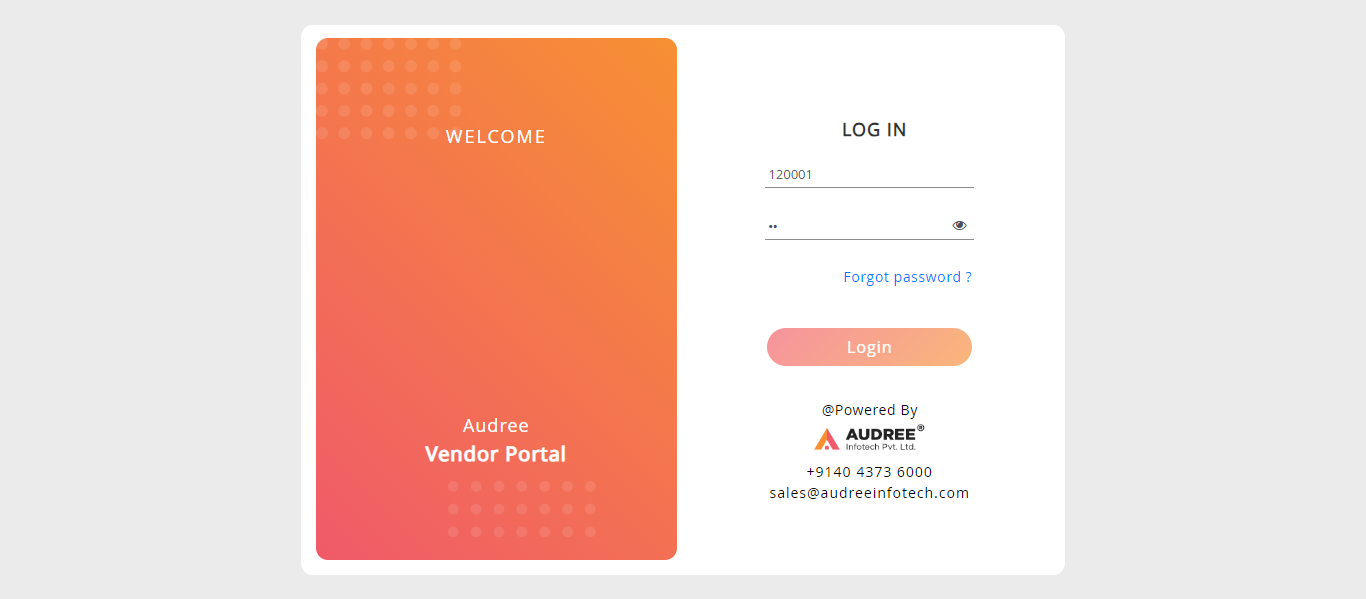 WELCOME
Audree
Vendor Portal
LOG IN
120001
••
Forgot password ?
Login
@Powered By
AUDREE®
Infotech Pvt. Ltd.
+9140 4373 6000
sales@audreeinfotech.com